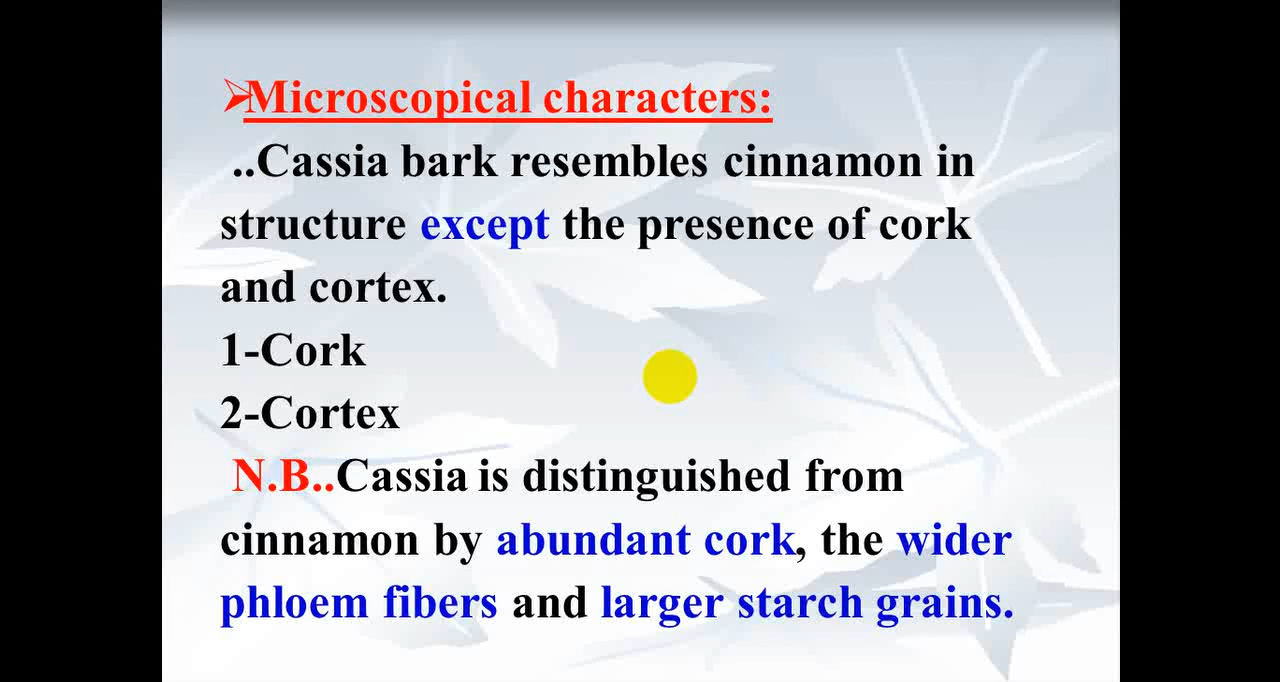 Microscopical characters:
..Cassia bark resembles cinnamon in
structure except the presence of cork
and cortex.
1-Cork
2-Cortex
N.B..Cassia is distinguished from
cinnamon by abundant cork, the wider
phloem fibers and larger starch grains.